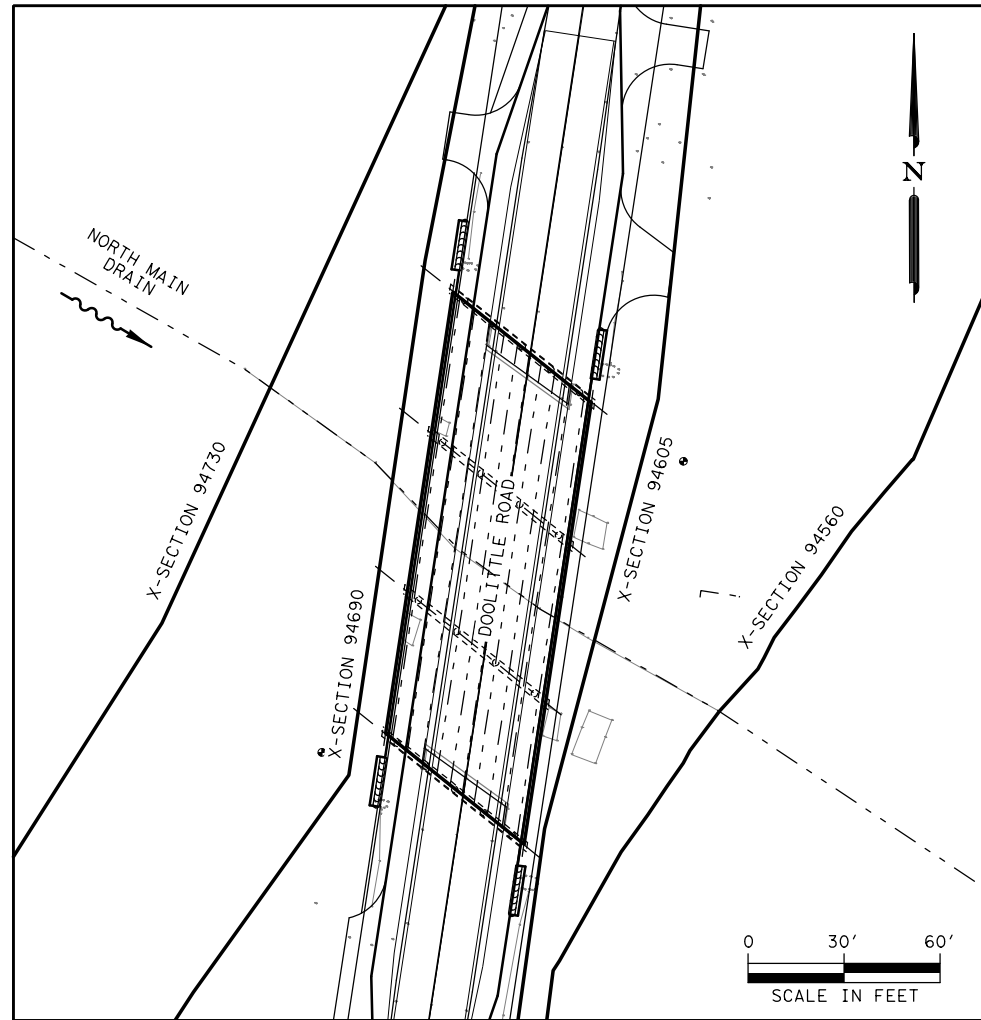 N
NORTH MAIN
DRAIN
X-SECTION 94730
X-SECTION 94690
DOOLITTLE ROAD
X-SECTION 94605
X-SECTION 94560
0 30' 60'
SCALE IN FEET